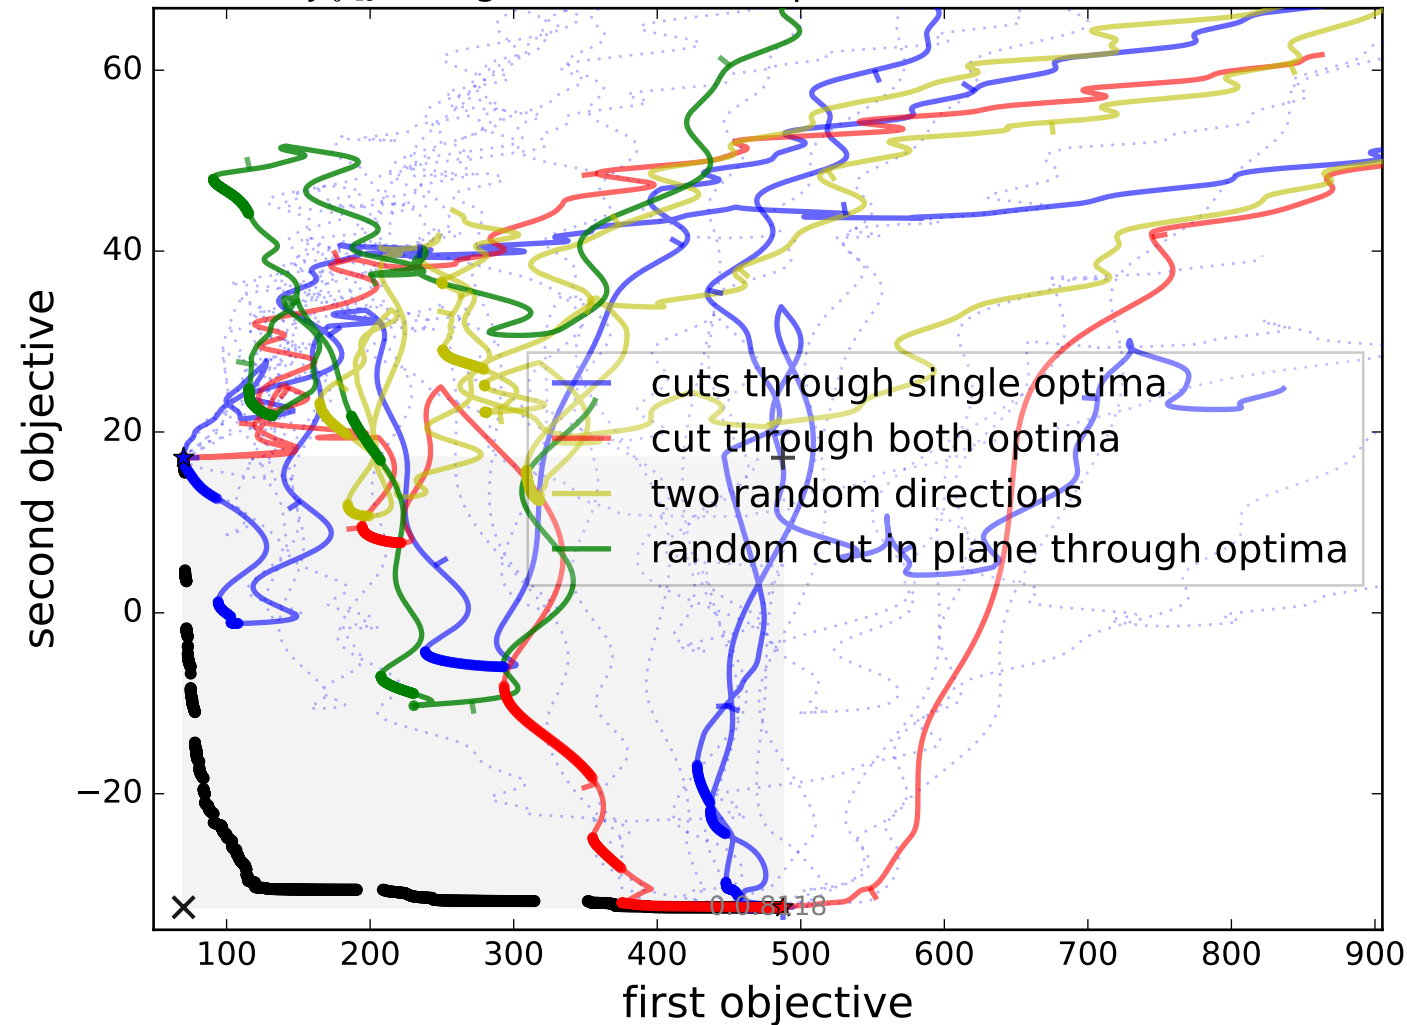 60
40
20
0
−20
second objective
cuts through single optima
cut through both optima
two random directions
random cut in plane through optima
100 200 300 400 500 600 700 800 900
first objective